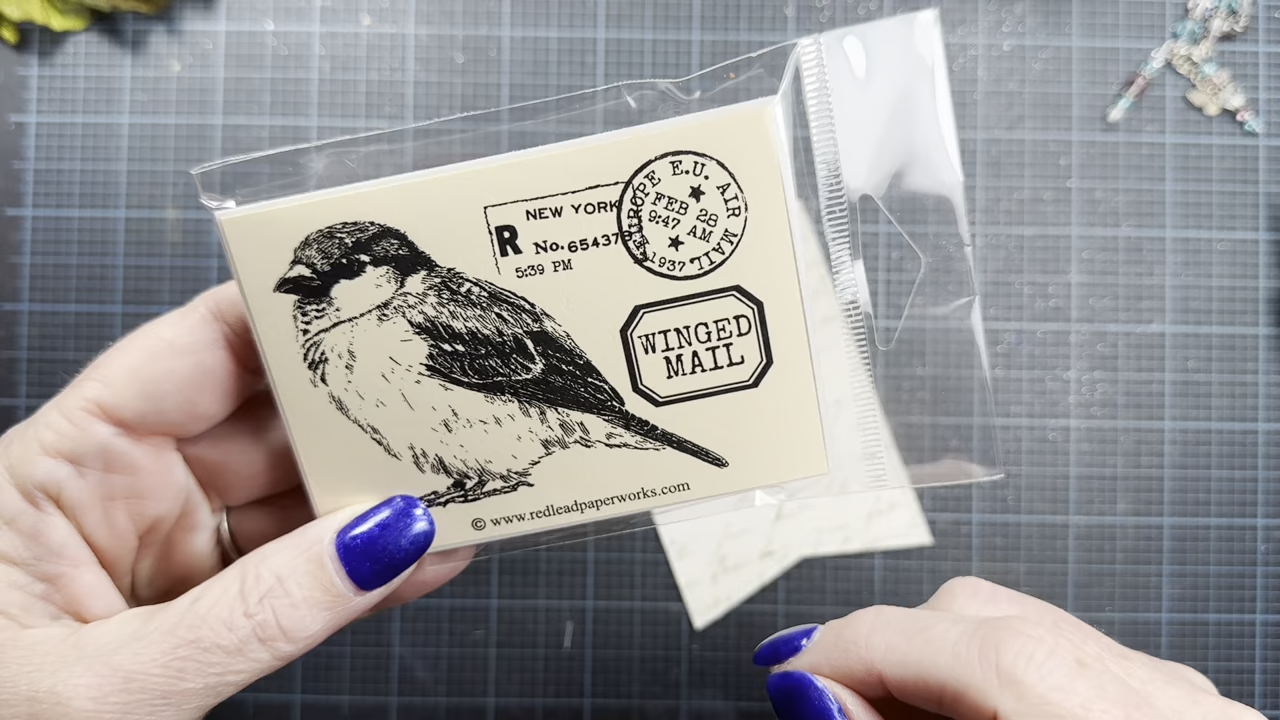 NEW YORK
R No. 65437
5:39 PM
EUROPE E.U. AIR MAIL
FEB 28
9:47 AM
1937
WINGED
MAIL
© www.redleadpaperworks.com